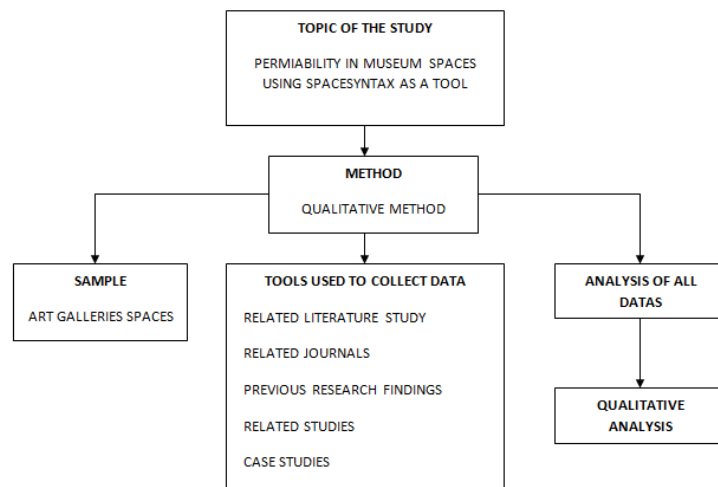 TOPIC OF THE STUDY
PERMIABILITY IN MUSEUM SPACES
USING SPACESYNTAX AS A TOOL
METHOD
QUALITATIVE METHOD
SAMPLE
ART GALLERIES SPACES
TOOLS USED TO COLLECT DATA
RELATED LITERATURE STUDY
RELATED JOURNALS
PREVIOUS RESEARCH FINDINGS
RELATED STUDIES
CASE STUDIES
ANALYSIS OF ALL
DATAS
QUALITATIVE
ANALYSIS